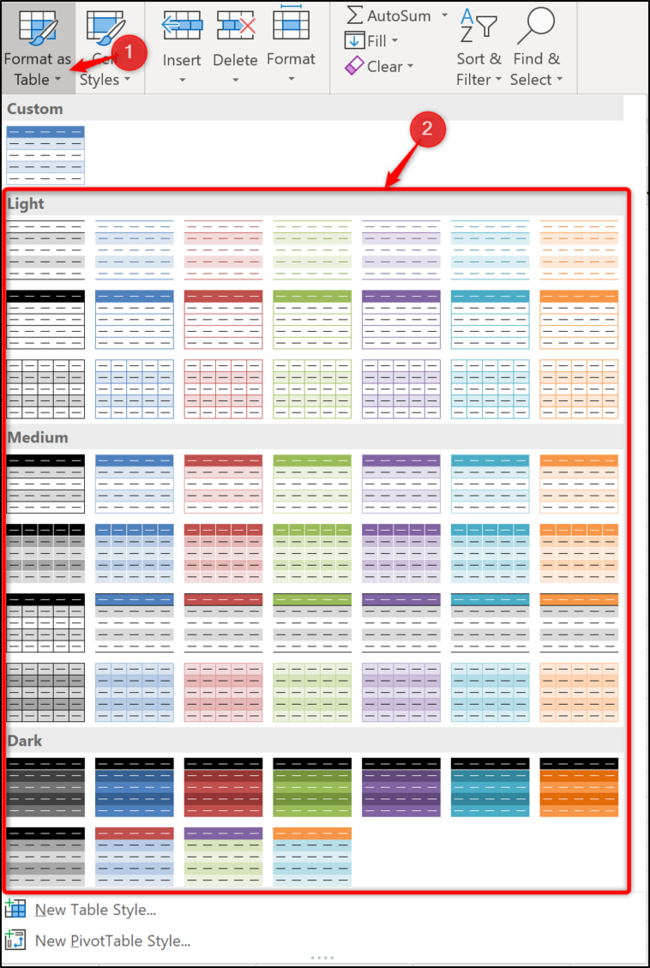 Format as
Table
1
Cell
Styles
Insert
Delete
Format
AutoSum
Fill
Clear
A
Z
Sort &
Filter
Find &
Select
Custom
2
Light
Medium
Dark
New Table Style...
New PivotTable Style...